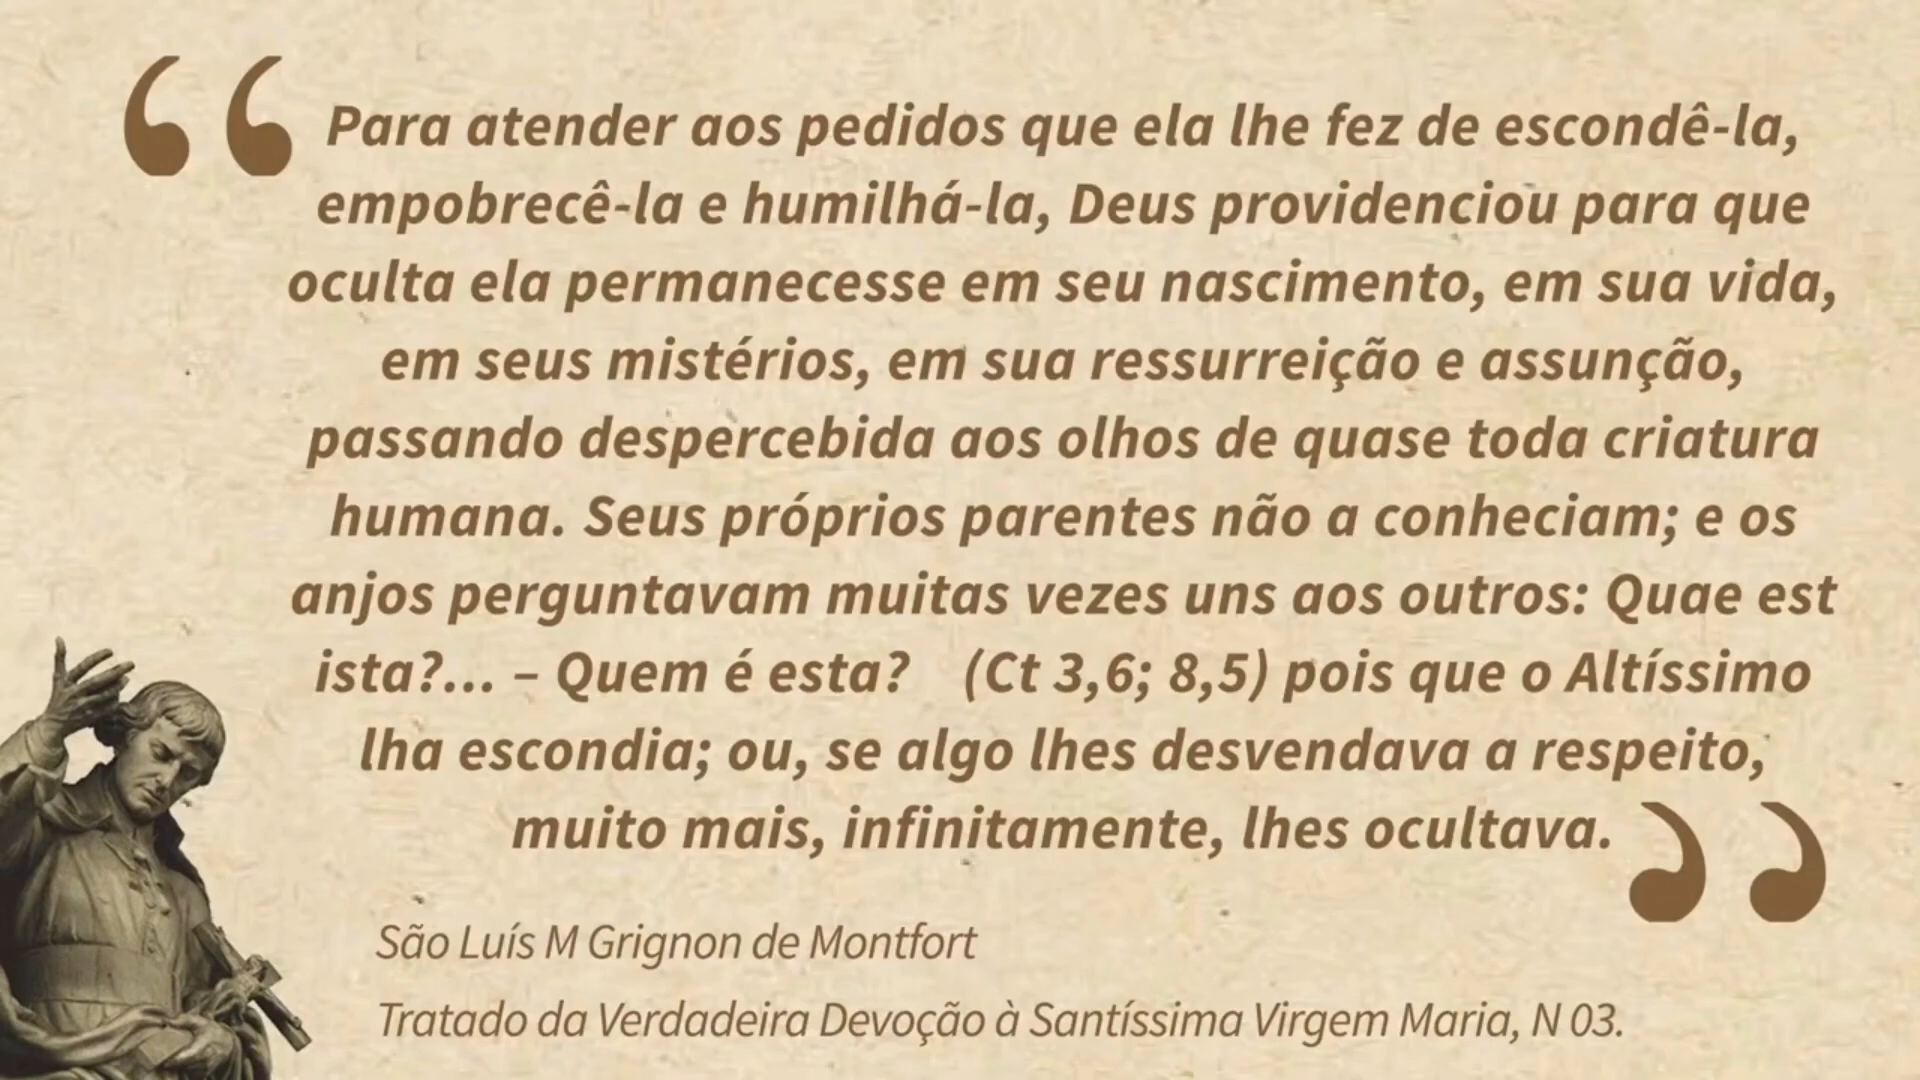 “ Para atender aos pedidos que ela lhe fez de escondê-la,
empobrecê-la e humilhá-la, Deus providenciou para que
oculta ela permanecesse em seu nascimento, em sua vida,
em seus mistérios, em sua ressurreição e assunção,
passando despercebida aos olhos de quase toda criatura
humana. Seus próprios parentes não a conheciam; e os
anjos perguntavam muitas vezes uns aos outros: Quae est
ista?... – Quem é esta? (Ct 3,6; 8,5) pois que o Altíssimo
lha escondia; ou, se algo lhes desvendava a respeito,
muito mais, infinitamente, lhes ocultava. ”
São Luís M Grignon de Montfort
Tratado da Verdadeira Devoção à Santíssima Virgem Maria, N 03.